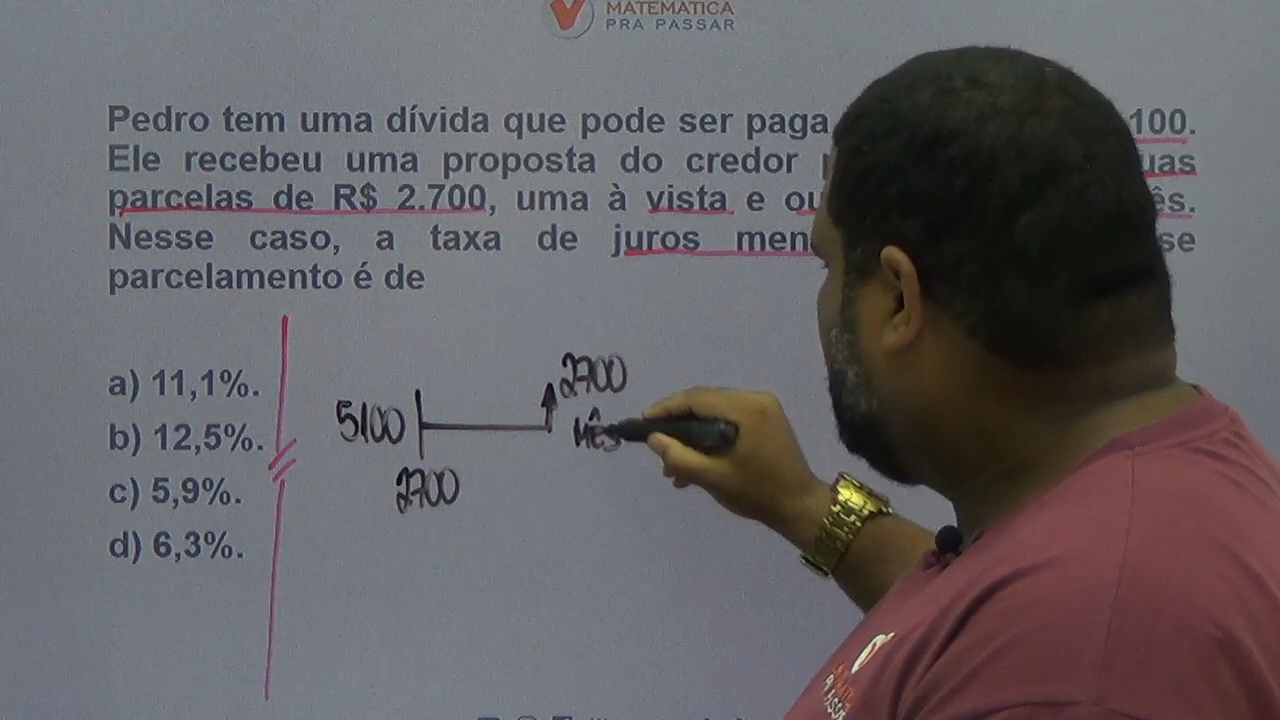 MATEMÁTICA
PRA PASSAR
Pedro tem uma dívida que pode ser paga 100.
Ele recebeu uma proposta do credor uas
parcelas de R$ 2.700, uma à vista e ou ês.
Nesse caso, a taxa de juros men se
parcelamento é de
a) 11,1%.
b) 12,5%.
c) 5,9%.
d) 6,3%.
2700
5100
MÊS
2700